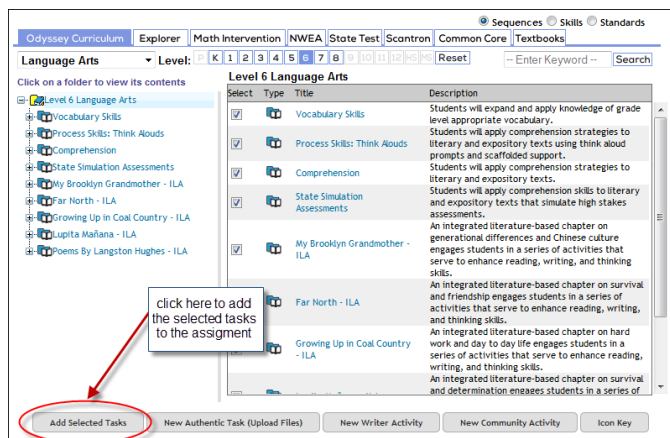 Sequences Skills Standards
Odyssey Curriculum Explorer Math Intervention NWEA State Test Scantron Common Core Textbooks
Language Arts Level: P K 1 2 3 4 5 6 7 8 9 10 11 12 HS MS Reset -- Enter Keyword -- Search
Click on a folder to view its contents
Level 6 Language Arts
Vocabulary Skills
Process Skills: Think Alouds
Comprehension
State Simulation Assessments
My Brooklyn Grandmother - ILA
Far North - ILA
Growing Up in Coal Country - ILA
Lupita Mañana - ILA
Poems By Langston Hughes - ILA
Level 6 Language Arts
Select Type Title Description
Vocabulary Skills
Students will expand and apply knowledge of grade
level appropriate vocabulary.
Process Skills: Think Alouds
Students will apply comprehension strategies to
literary and expository texts using think aloud
prompts and scaffolded support.
Comprehension
Students will apply comprehension strategies to
literary and expository texts.
State Simulation
Assessments
Students will apply comprehension skills to literary
and expository texts that simulate high stakes
assessments.
My Brooklyn Grandmother -
ILA
An integrated literature-based chapter on
generational differences and Chinese culture
engages students in a series of activities that
serve to enhance reading, writing, and thinking
skills.
Far North - ILA
An integrated literature-based chapter on survival
and friendship engages students in a series of
activities that serve to enhance reading, writing,
and thinking skills.
Growing Up in Coal Country
- ILA
An integrated literature-based chapter on hard
work and day to day life engages students in a
series of activities that serve to enhance reading,
writing, and thinking skills.
An integrated literature-based chapter on survival
and determination engages students in a series of
click here to add
the selected tasks
to the assigment
Add Selected Tasks New Authentic Task (Upload Files) New Writer Activity New Community Activity Icon Key